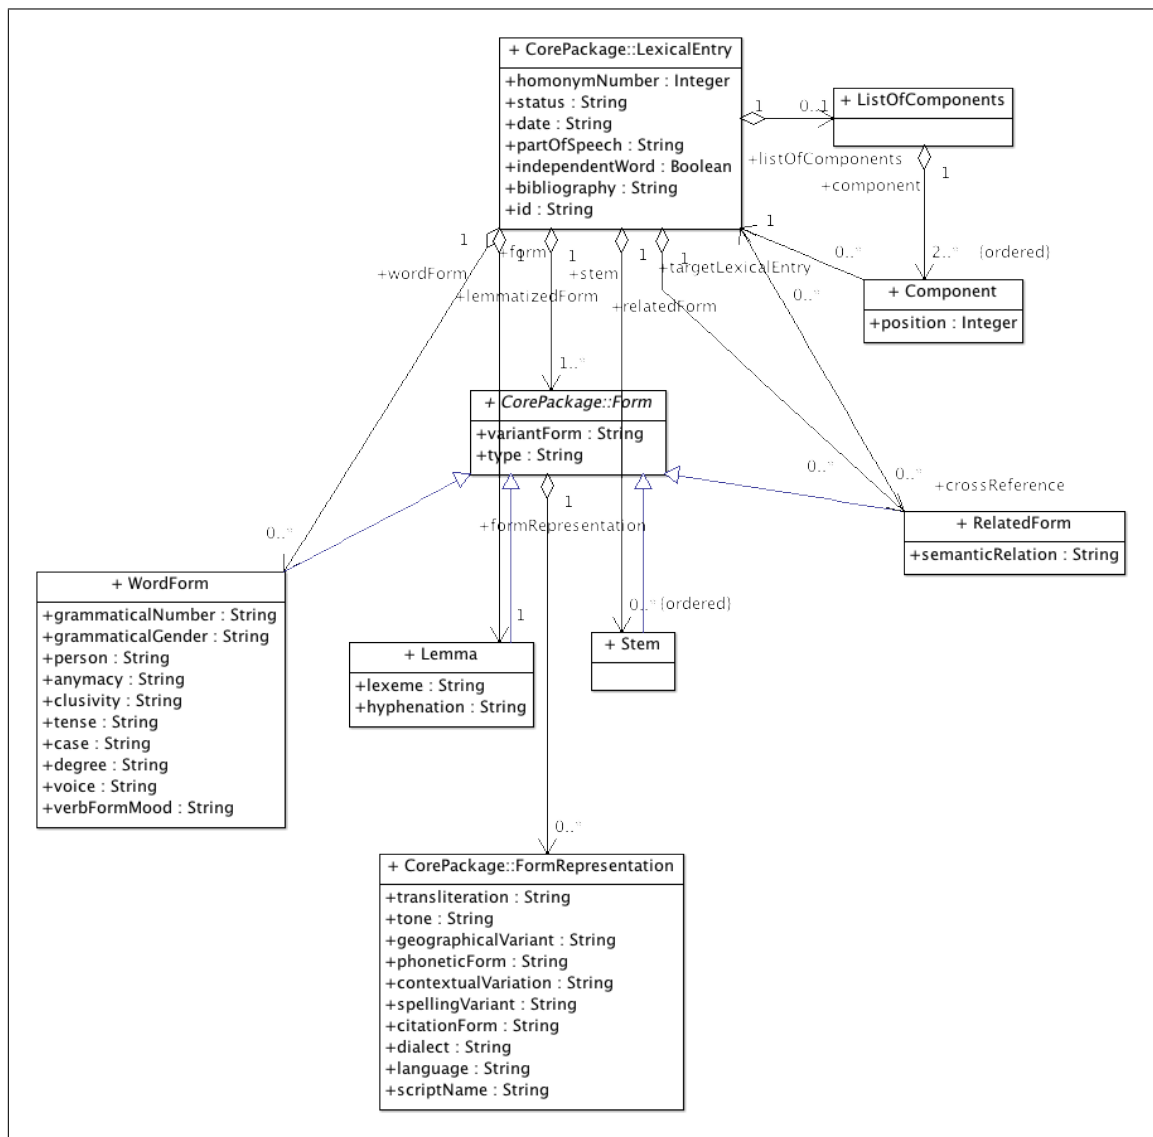 + CorePackage::LexicalEntry
+homonymNumber : Integer
+status : String
+date : String
+partOfSpeech : String
+independentWord : Boolean
+bibliography : String
+id : String
1
0..1
+ ListOfComponents
+listOfComponents
1
+component
1
1
+form
1
1
+stem
1
1
+targetLexicalEntry
0..*
2..*
{ordered}
+wordForm
+lemmatizedForm
+relatedForm
0..*
+ Component
+position : Integer
1..*
+ CorePackage::Form
+variantForm : String
+type : String
0..*
0..*
+crossReference
1
+formRepresentation
0..*
+ RelatedForm
+semanticRelation : String
+ WordForm
+grammaticalNumber : String
+grammaticalGender : String
+person : String
+anymacy : String
+clusivity : String
+tense : String
+case : String
+degree : String
+voice : String
+verbFormMood : String
1
0..*
{ordered}
+ Lemma
+lexeme : String
+hyphenation : String
+ Stem
0..*
+ CorePackage::FormRepresentation
+transliteration : String
+tone : String
+geographicalVariant : String
+phoneticForm : String
+contextualVariation : String
+spellingVariant : String
+citationForm : String
+dialect : String
+language : String
+scriptName : String